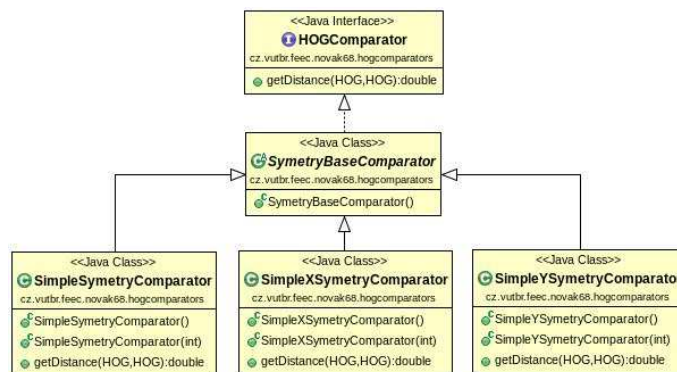 <<Java Interface>>
HOGComparator
cz.vutbr.feec.novak68.hogcomparators
getDistance(HOG,HOG):double
<<Java Class>>
SymetryBaseComparator
cz.vutbr.feec.novak68.hogcomparators
SymetryBaseComparator()
<<Java Class>>
SimpleSymetryComparator
cz.vutbr.feec.novak68.hogcomparators
SimpleSymetryComparator()
SimpleSymetryComparator(int)
getDistance(HOG,HOG):double
<<Java Class>>
SimpleXSymetryComparator
cz.vutbr.feec.novak68.hogcomparators
SimpleXSymetryComparator()
SimpleXSymetryComparator(int)
getDistance(HOG,HOG):double
<<Java Class>>
SimpleYSymetryComparato
cz.vutbr.feec.novak68.hogcomparators
SimpleYSymetryComparator()
SimpleYSymetryComparator(int)
getDistance(HOG,HOG):double